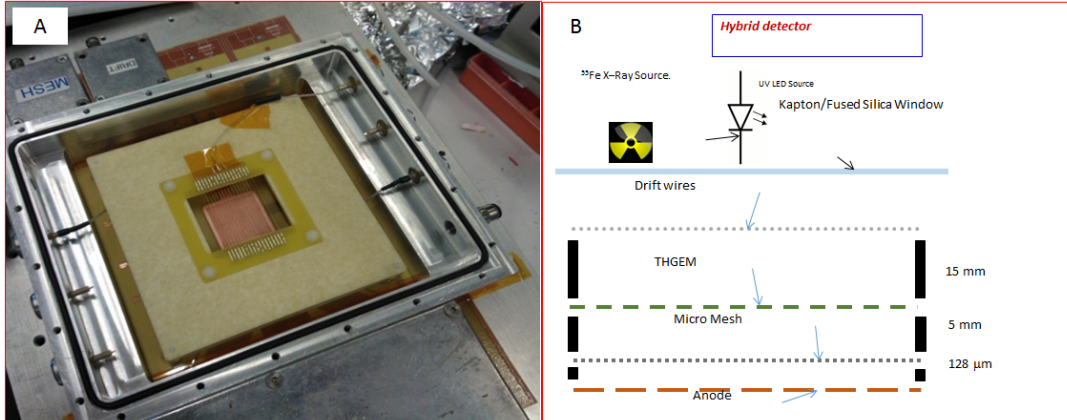 A
MESH
DRIFT
B
Hybrid detector
⁵⁵Fe X–Ray Source.
UV LED Source
Kapton/Fused Silica Window
Drift wires
THGEM
15 mm
Micro Mesh
5 mm
128 µm
Anode